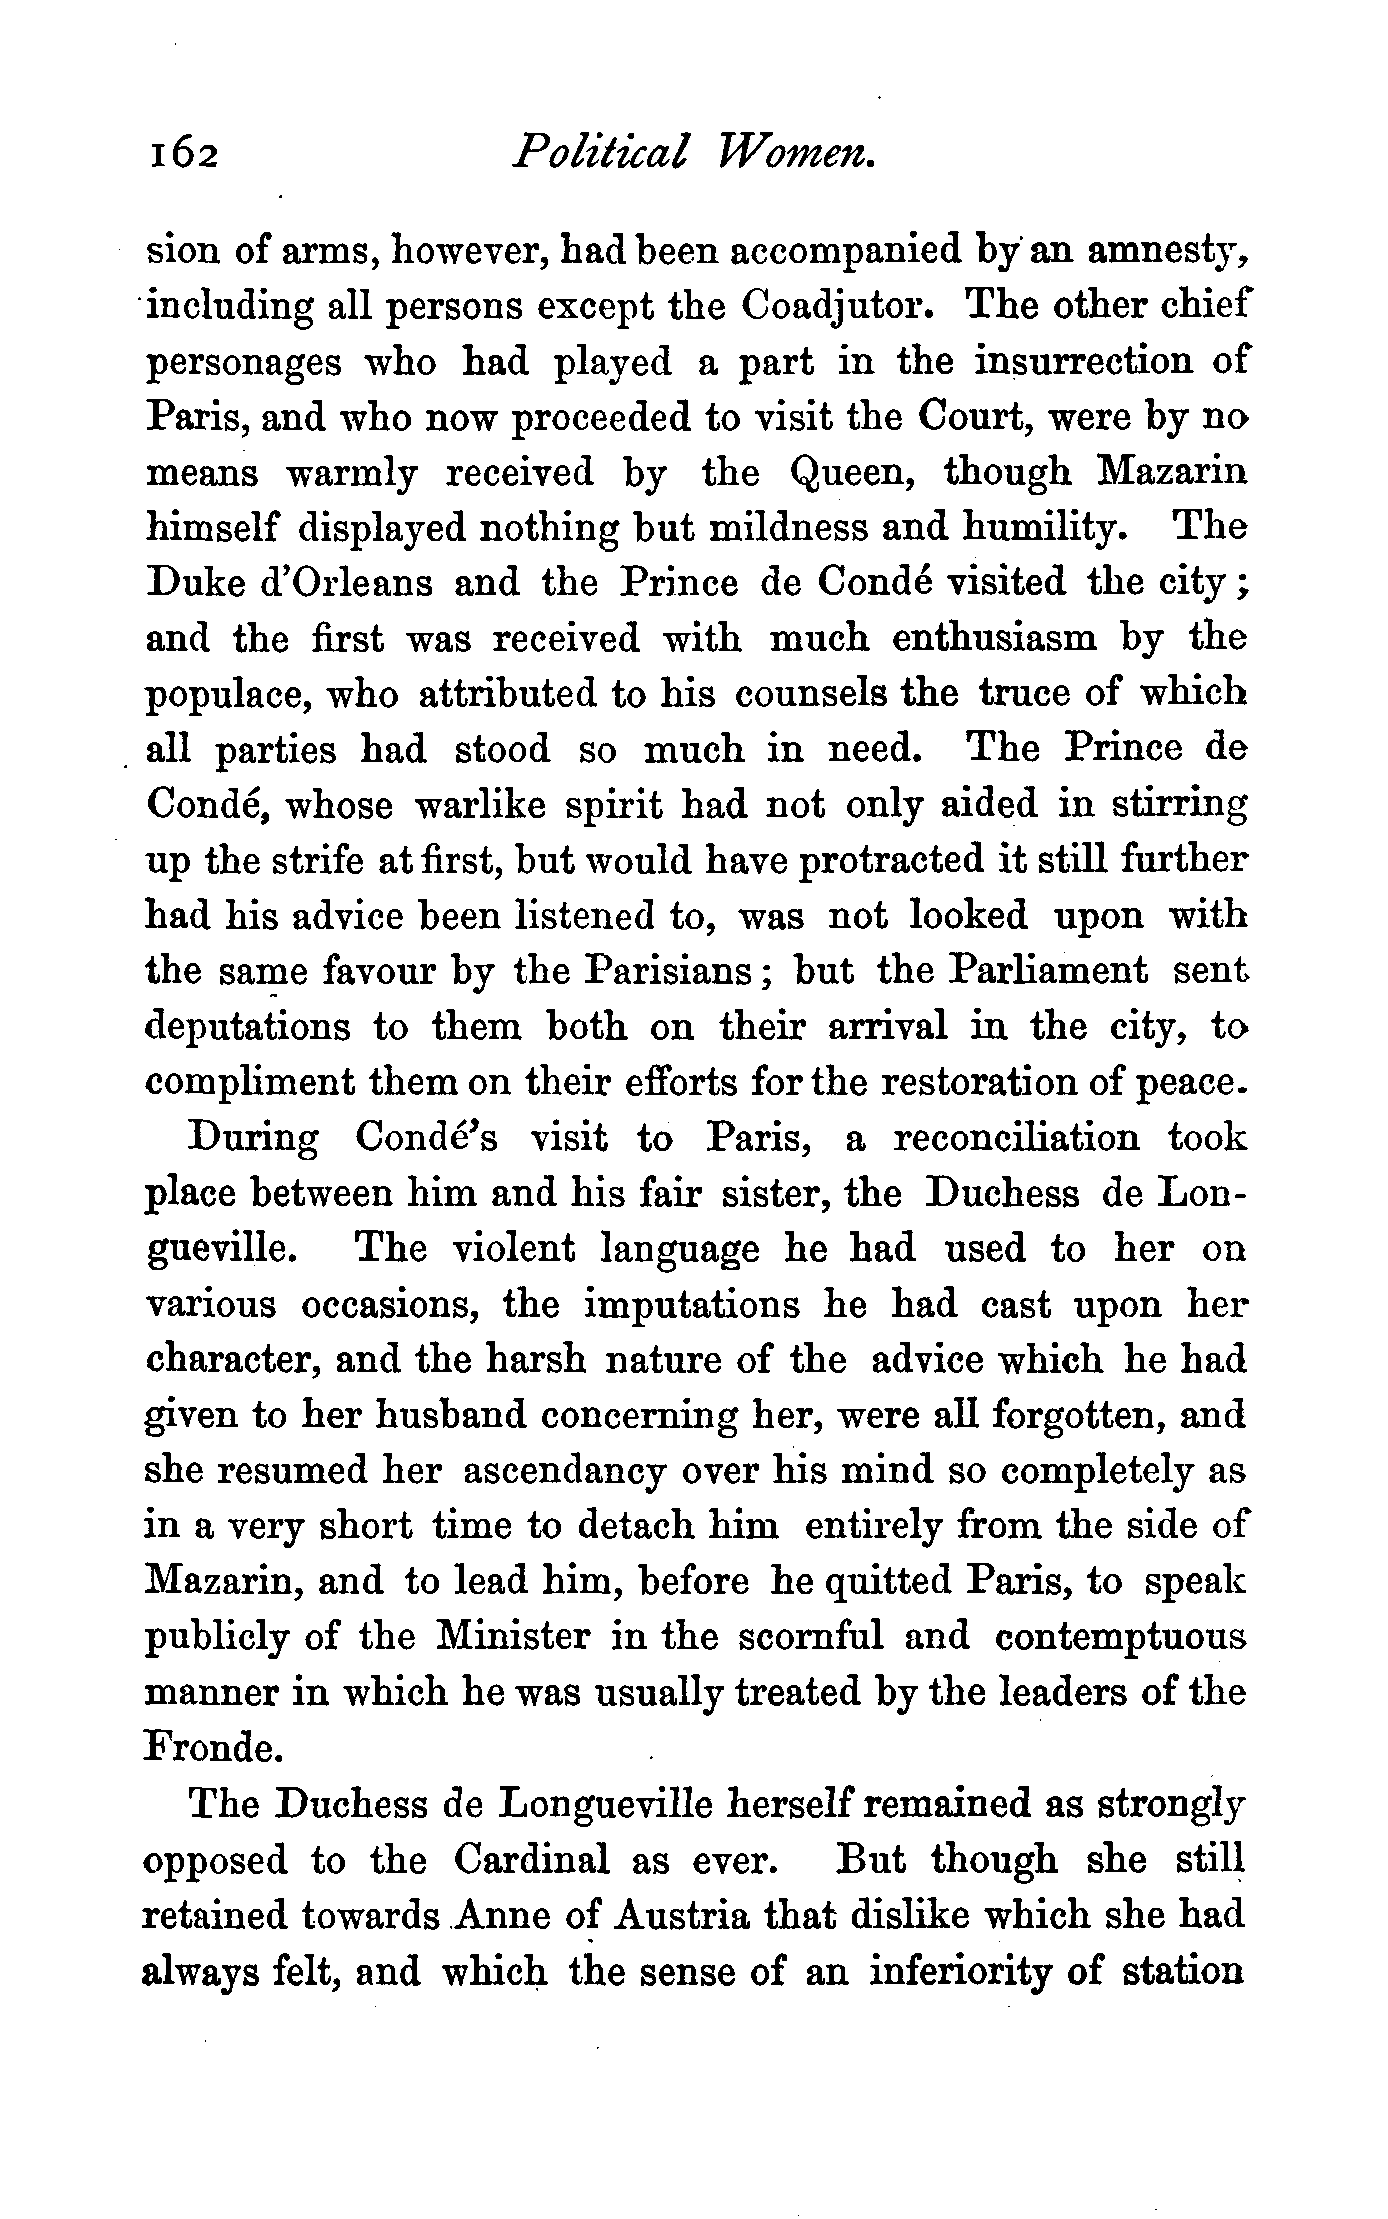 162 Political Women.
sion of arms, however, had been accompanied by an amnesty,
including all persons except the Coadjutor. The other chief
personages who had played a part in the insurrection of
Paris, and who now proceeded to visit the Court, were by no
means warmly received by the Queen, though Mazarin
himself displayed nothing but mildness and humility. The
Duke d'Orleans and the Prince de Condé visited the city;
and the first was received with much enthusiasm by the
populace, who attributed to his counsels the truce of which
all parties had stood so much in need. The Prince de
Condé, whose warlike spirit had not only aided in stirring
up the strife at first, but would have protracted it still further
had his advice been listened to, was not looked upon with
the same favour by the Parisians; but the Parliament sent
deputations to them both on their arrival in the city, to
compliment them on their efforts for the restoration of peace.
During Condé's visit to Paris, a reconciliation took
place between him and his fair sister, the Duchess de Lon-
gueville. The violent language he had used to her on
various occasions, the imputations he had cast upon her
character, and the harsh nature of the advice which he had
given to her husband concerning her, were all forgotten, and
she resumed her ascendancy over his mind so completely as
in a very short time to detach him entirely from the side of
Mazarin, and to lead him, before he quitted Paris, to speak
publicly of the Minister in the scornful and contemptuous
manner in which he was usually treated by the leaders of the
Fronde.
The Duchess de Longueville herself remained as strongly
opposed to the Cardinal as ever. But though she still
retained towards Anne of Austria that dislike which she had
always felt, and which the sense of an inferiority of station